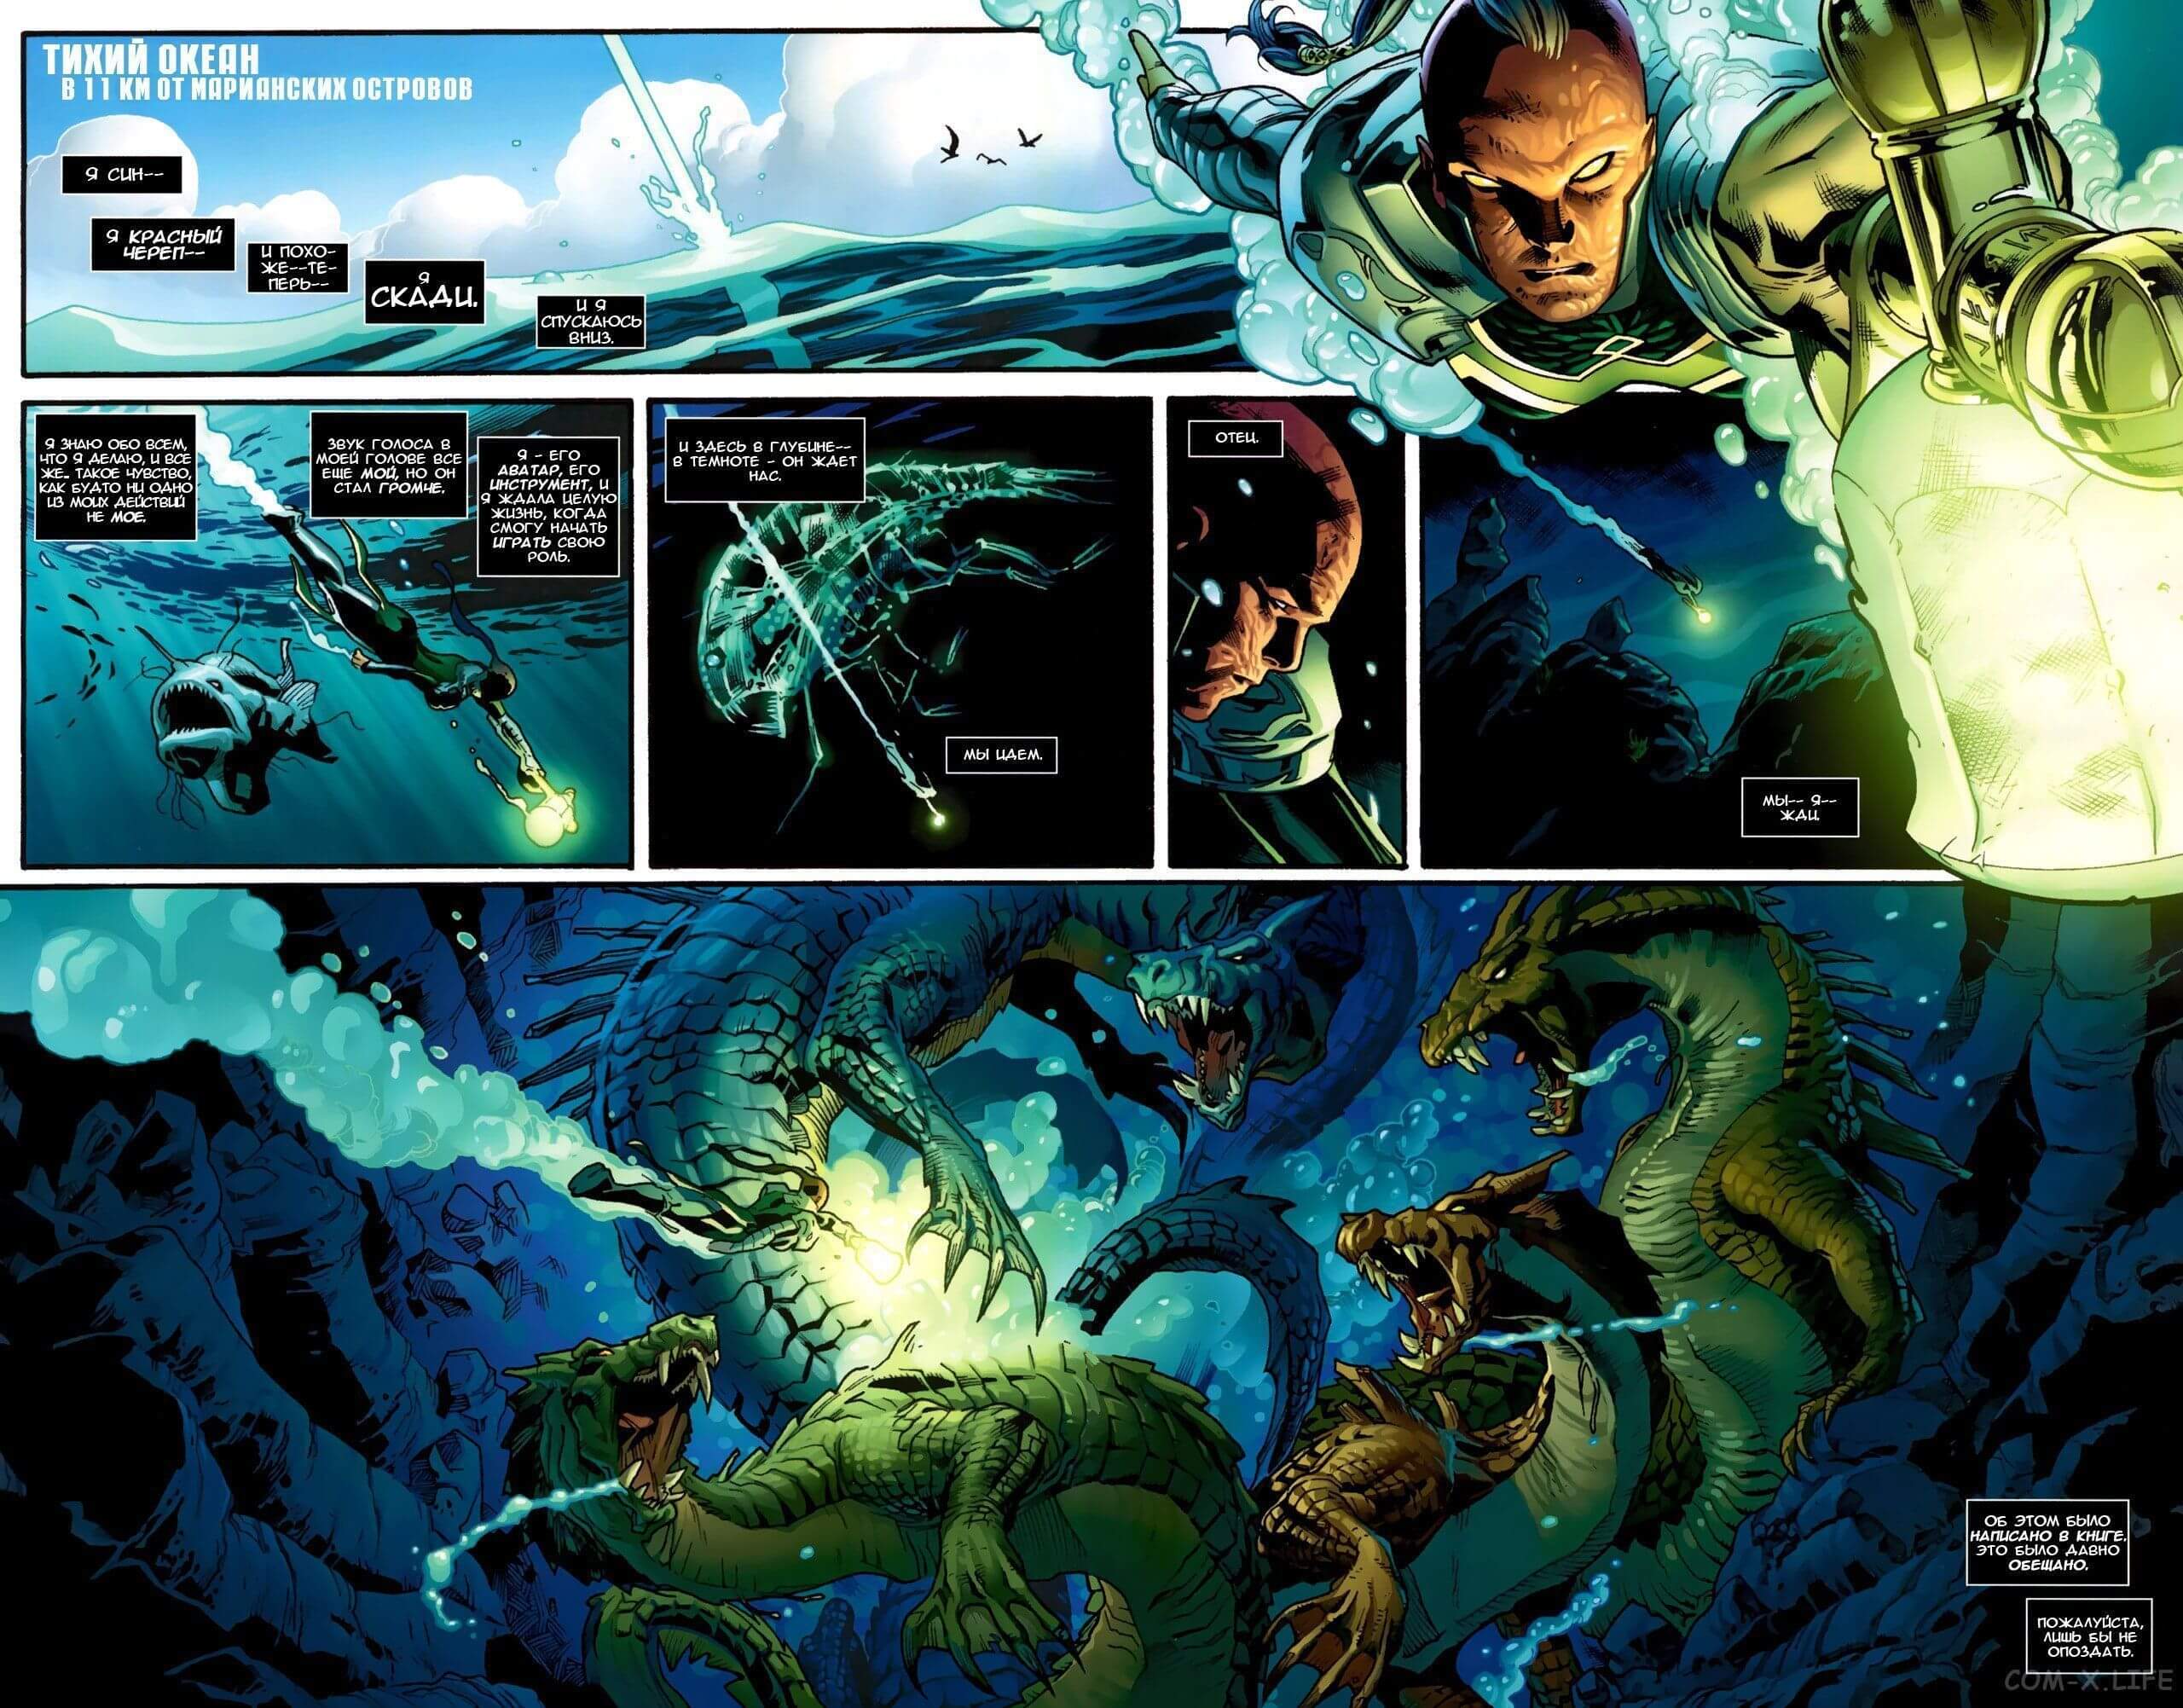 ТИХИЙ ОКЕАН
В 11 КМ ОТ МАРИАНСКИХ ОСТРОВОВ
Я СИН--
Я КРАСНЫЙ
ЧЕРЕП--
И ПОХО-
ЖЕ--ТЕ-
ПЕРЬ--
Я
СКАДИ.
И Я
СПУСКАЮСЬ
ВНИЗ.
Я ЗНАЮ ОБО ВСЕМ,
ЧТО Я ДЕЛАЮ, И ВСЕ
ЖЕ.. ТАКОЕ ЧУВСТВО,
КАК БУДТО НИ ОДНО
ИЗ МОИХ ДЕЙСТВИЙ
НЕ МОЕ.
ЗВУК ГОЛОСА В
МОЕЙ ГОЛОВЕ ВСЕ
ЕЩЕ МОЙ, НО ОН
СТАЛ ГРОМЧЕ.
Я - ЕГО
АВАТАР, ЕГО
ИНСТРУМЕНТ, И
Я ЖДАЛА ЦЕЛУЮ
ЖИЗНЬ, КОГДА
СМОГУ НАЧАТЬ
ИГРАТЬ СВОЮ
РОЛЬ.
И ЗДЕСЬ В ГЛУБИНЕ--
В ТЕМНОТЕ - ОН ЖДЕТ
НАС.
МЫ ИДЕМ.
ОТЕЦ.
МЫ-- Я--
ЖДИ.
ОБ ЭТОМ БЫЛО
НАПИСАНО В КНИГЕ.
ЭТО БЫЛО ДАВНО
ОБЕЩАНО.
ПОЖАЛУЙСТА,
ЛИШЬ БЫ НЕ
ОПОЗДАТЬ.
COM-X.LIFE